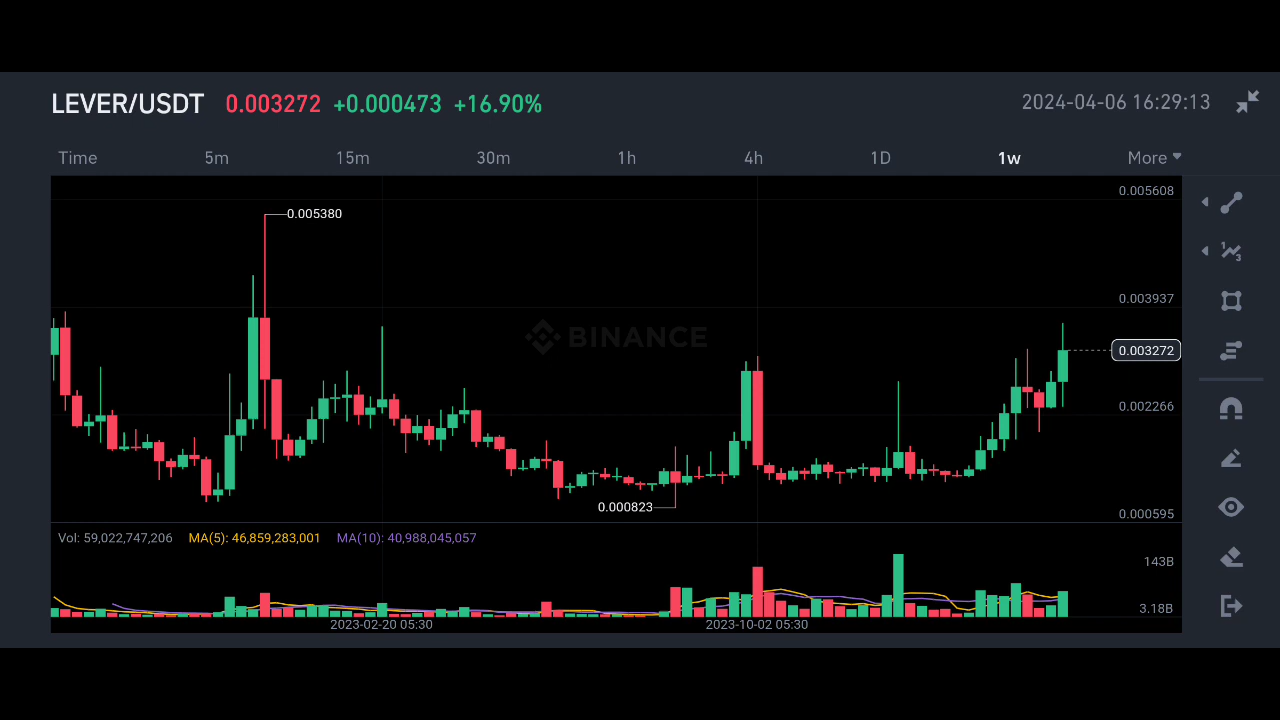 LEVER/USDT 0.003272 +0.000473 +16.90% 2024-04-06 16:29:13
Time 5m 15m 30m 1h 4h 1D 1w More
0.005608
0.005380
0.003937
BINANCE
0.003272
0.002266
0.000823
0.000595
Vol: 59,022,747,206 MA(5): 46,859,283,001 MA(10): 40,988,045,057
143B
3.18B
2023-02-20 05:30 2023-10-02 05:30